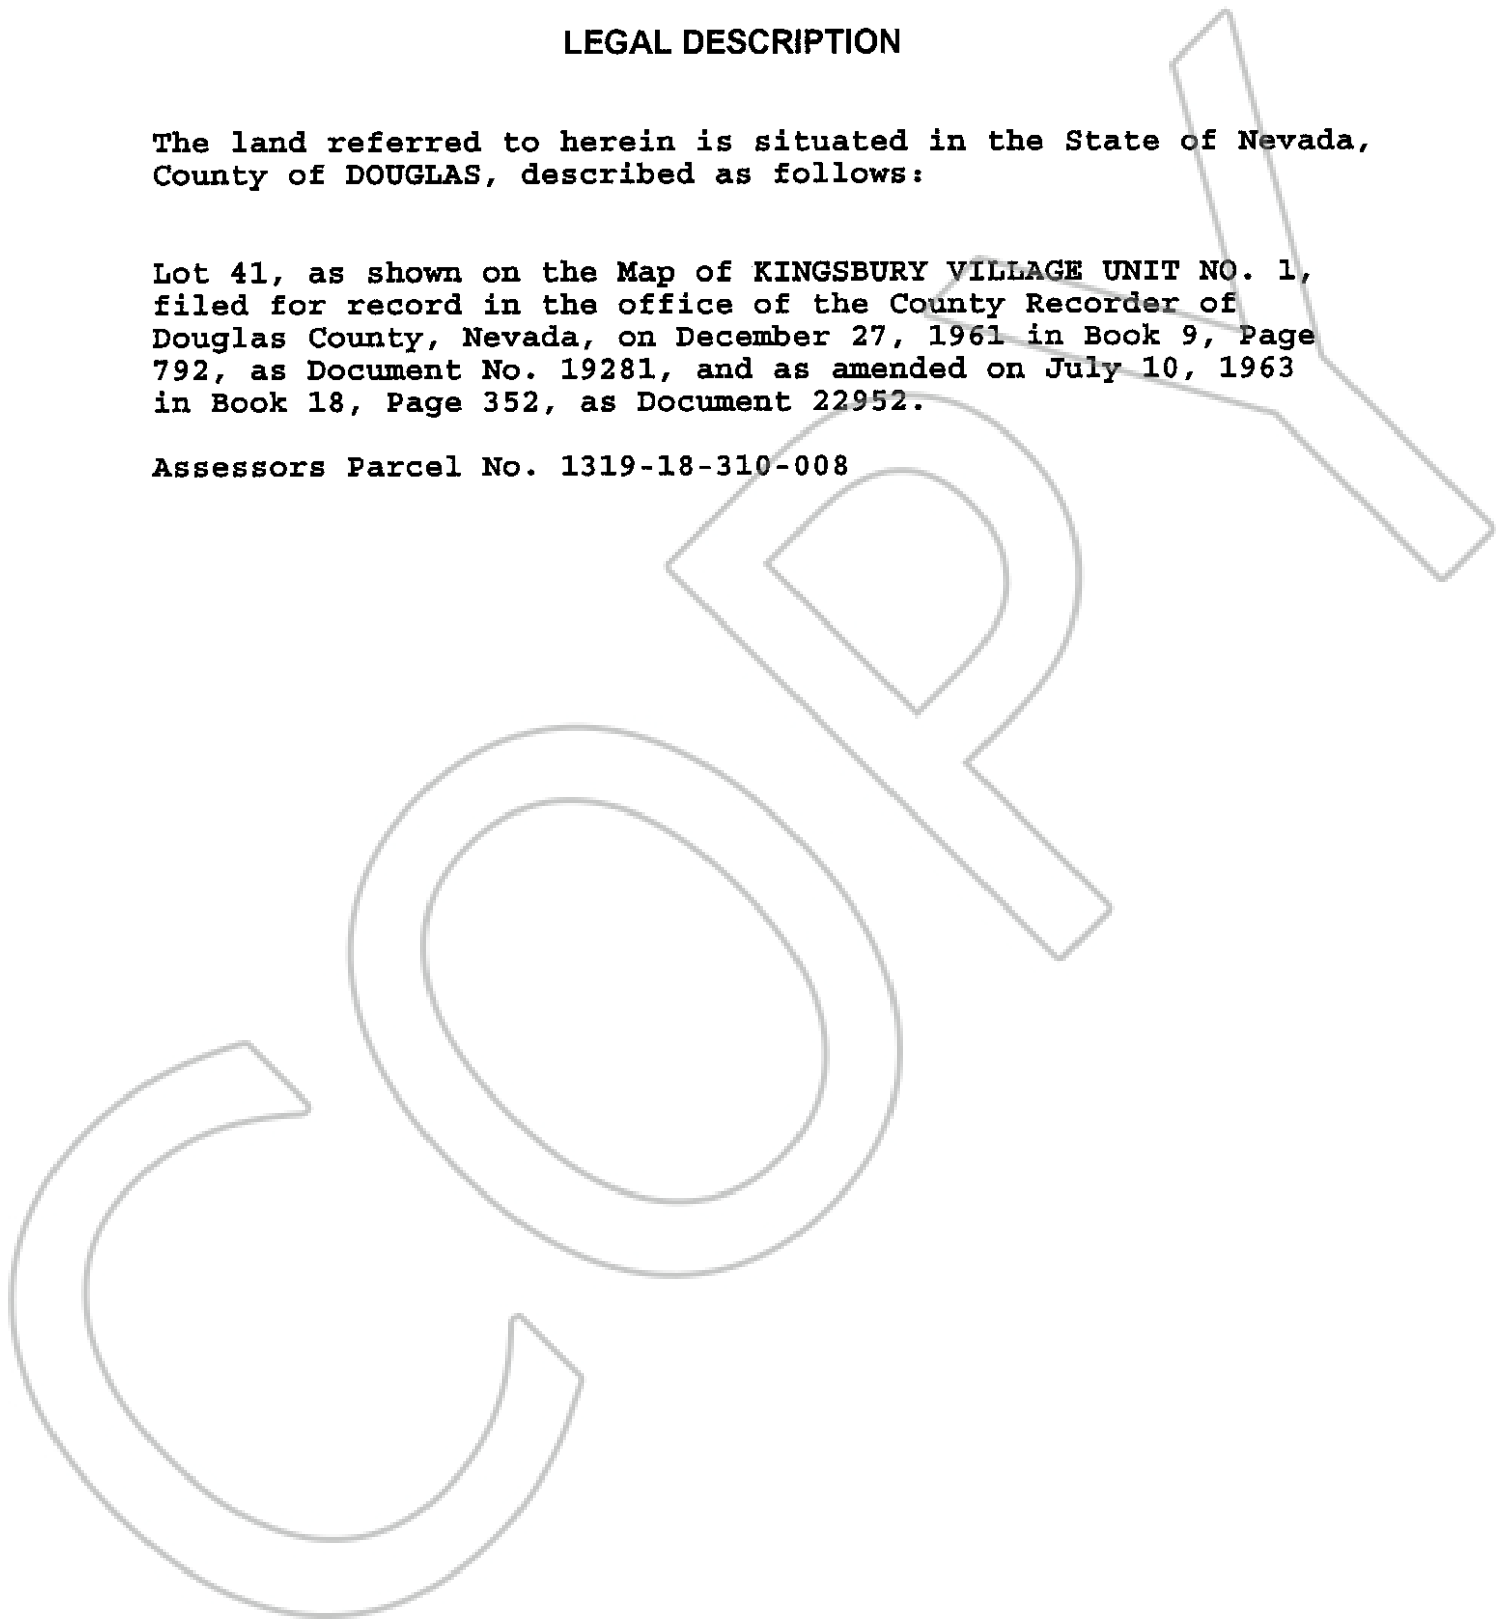 LEGAL DESCRIPTION
The land referred to herein is situated in the State of Nevada,
County of DOUGLAS, described as follows:
Lot 41, as shown on the Map of KINGSBURY VILLAGE UNIT NO. 1,
filed for record in the office of the County Recorder of
Douglas County, Nevada, on December 27, 1961 in Book 9, Page
792, as Document No. 19281, and as amended on July 10, 1963
in Book 18, Page 352, as Document 22952.
Assessors Parcel No. 1319-18-310-008
COPY